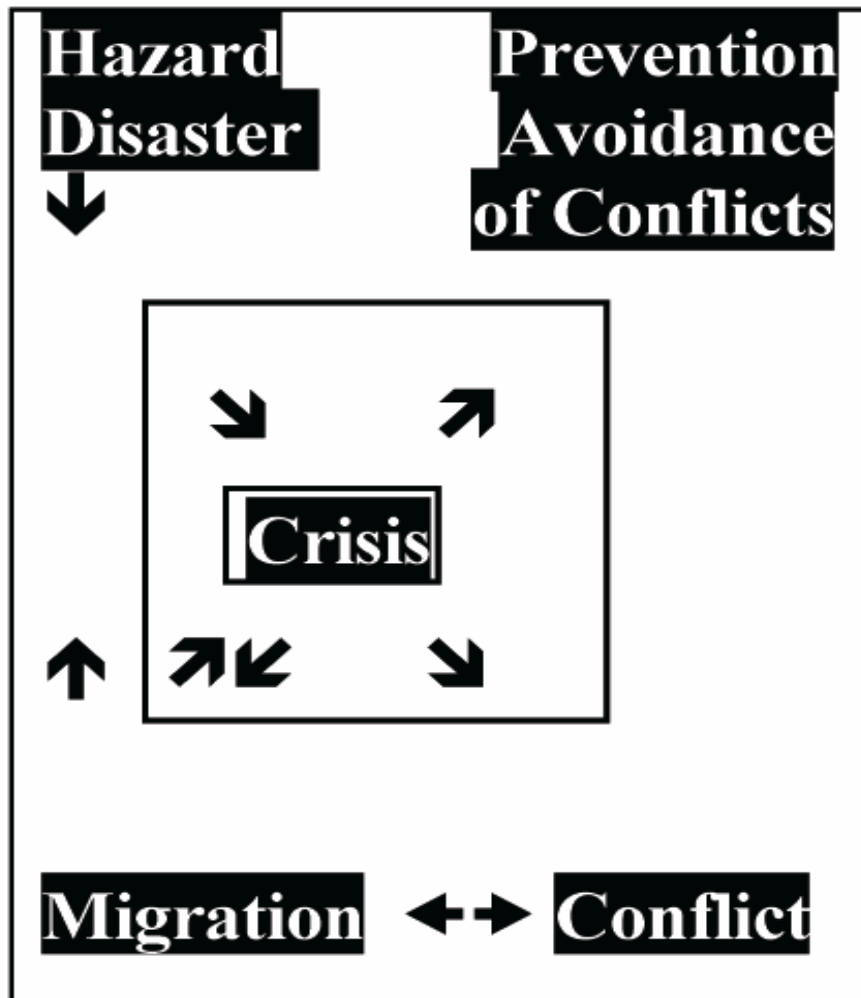 Hazard
Disaster
Prevention
Avoidance
of Conflicts
Crisis
Migration
Conflict